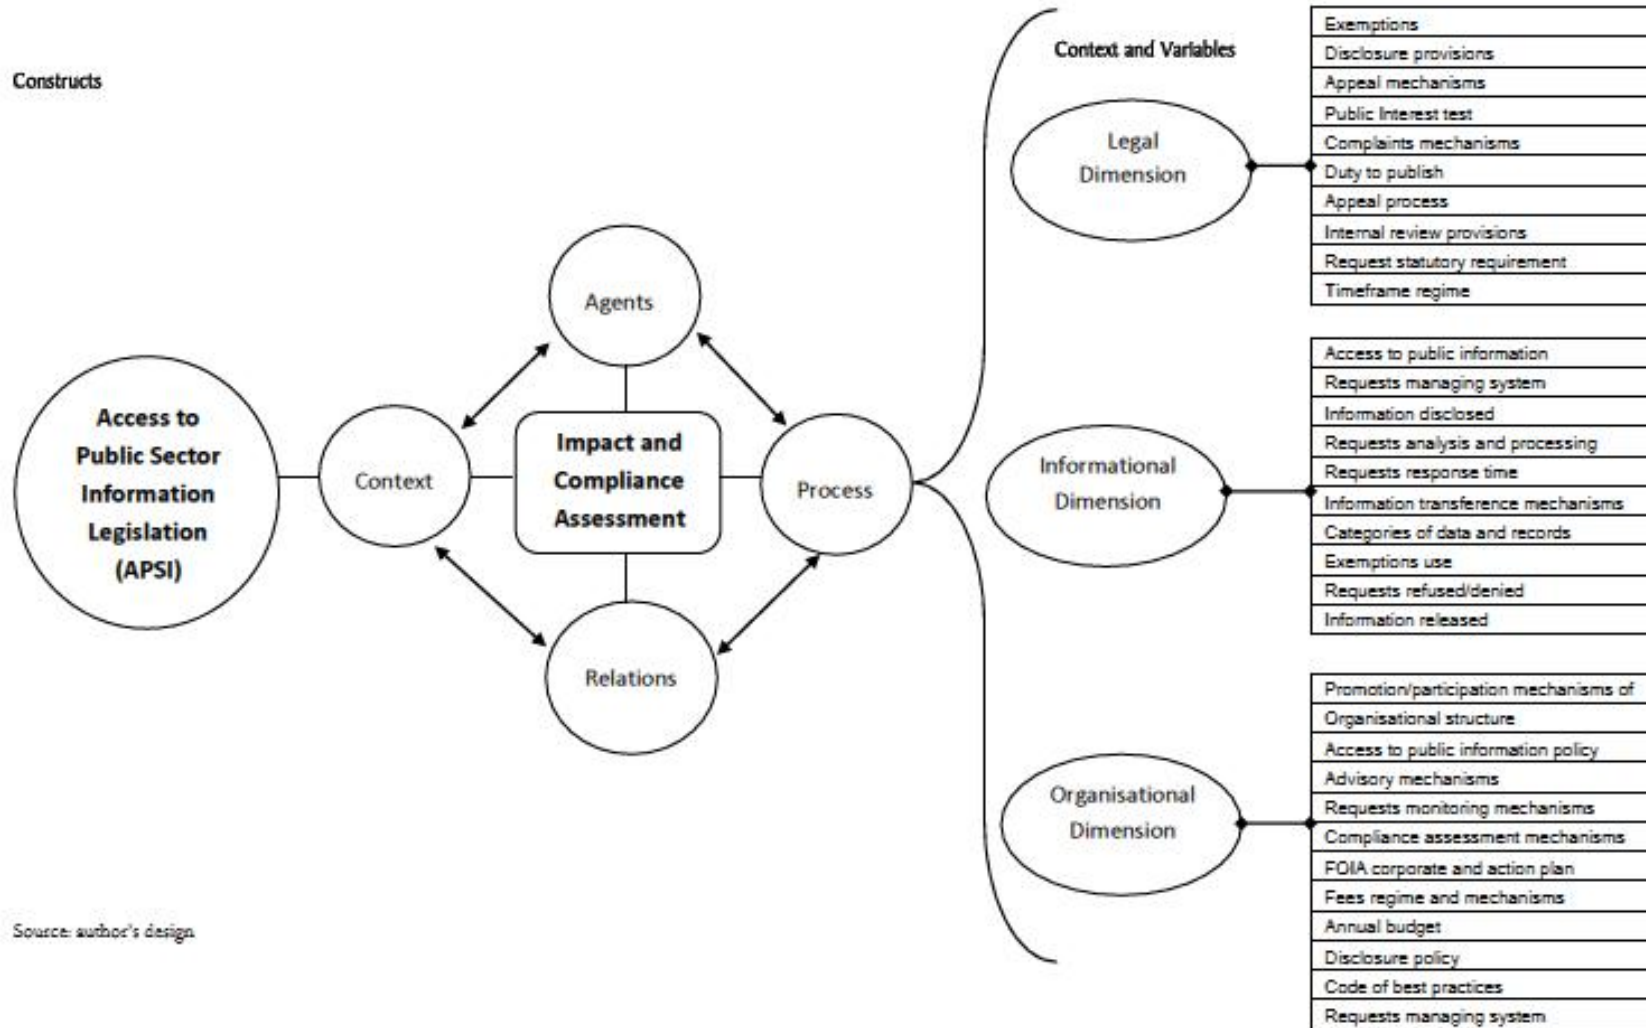 Constructs
Access to
Public Sector
Information
Legislation
(APSI)
Context
Agents
Impact and
Compliance
Assessment
Process
Relations
Context and Variables
Legal
Dimension
Exemptions
Disclosure provisions
Appeal mechanisms
Public Interest test
Complaints mechanisms
Duty to publish
Appeal process
Internal review provisions
Request statutory requirement
Timeframe regime
Informational
Dimension
Access to public information
Requests managing system
Information disclosed
Requests analysis and processing
Requests response time
Information transference mechanisms
Categories of data and records
Exemptions use
Requests refused/denied
Information released
Organisational
Dimension
Promotion/participation mechanisms of
Organisational structure
Access to public information policy
Advisory mechanisms
Requests monitoring mechanisms
Compliance assessment mechanisms
FOIA corporate and action plan
Fees regime and mechanisms
Annual budget
Disclosure policy
Code of best practices
Requests managing system
Source: author's design